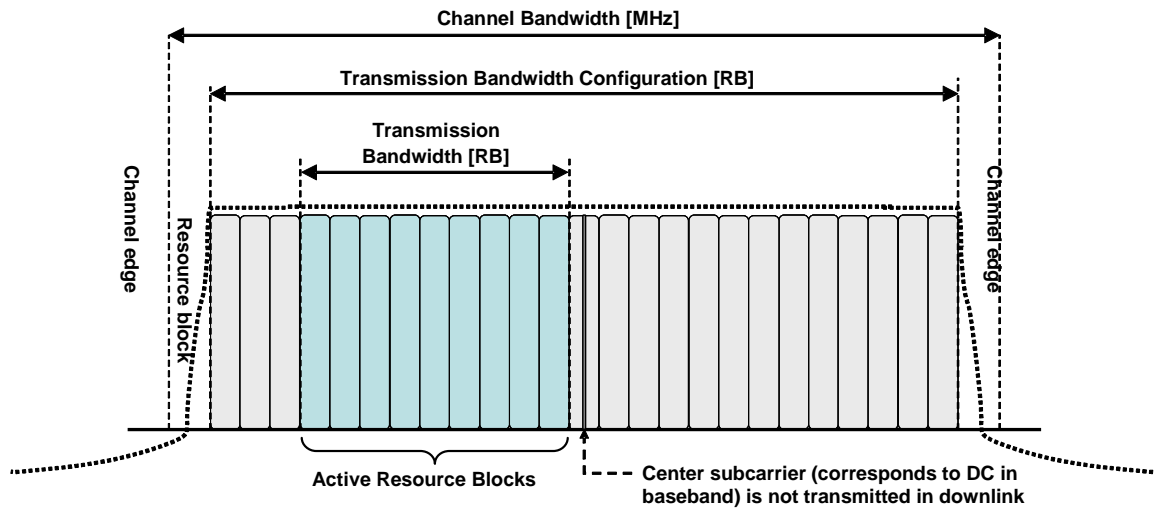 Channel Bandwidth [MHz]
Transmission Bandwidth Configuration [RB]
Transmission
Bandwidth [RB]
Channel edge
Resource block
Channel edge
Active Resource Blocks
Center subcarrier (corresponds to DC in
baseband) is not transmitted in downlink